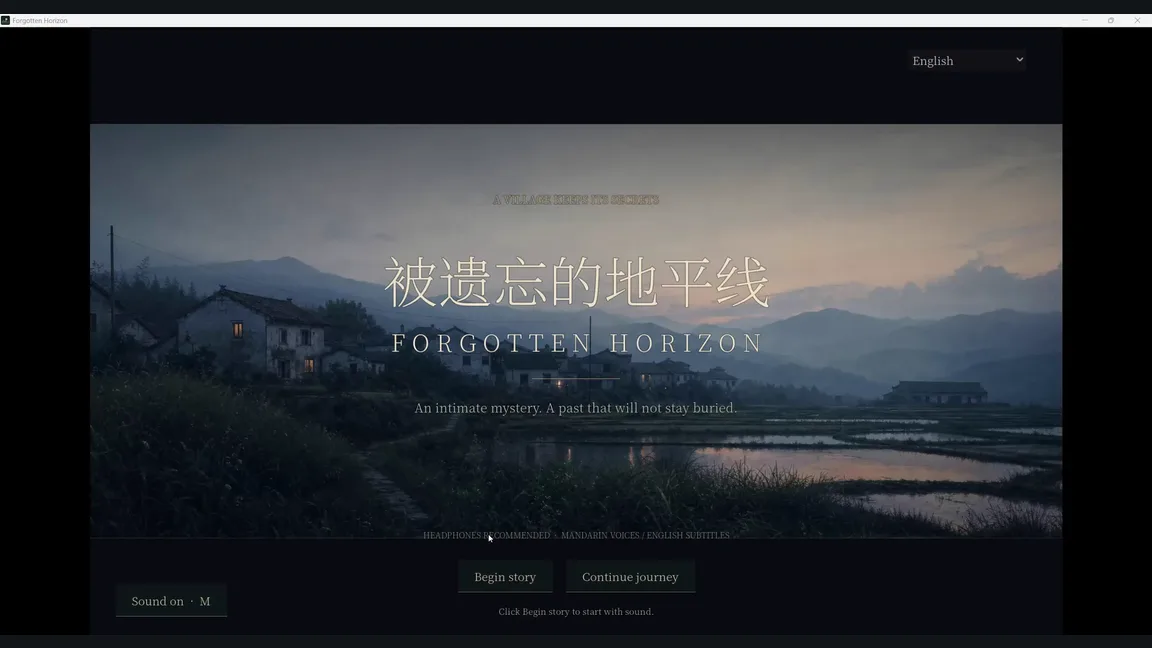 Forgotten Horizon
English
A VILLAGE KEEPS ITS SECRETS
被遗忘的地平线
FORGOTTEN HORIZON
An intimate mystery. A past that will not stay buried.
HEADPHONES RECOMMENDED · MANDARIN VOICES / ENGLISH SUBTITLES
Begin story
Continue journey
Sound on · M
Click Begin story to start with sound.